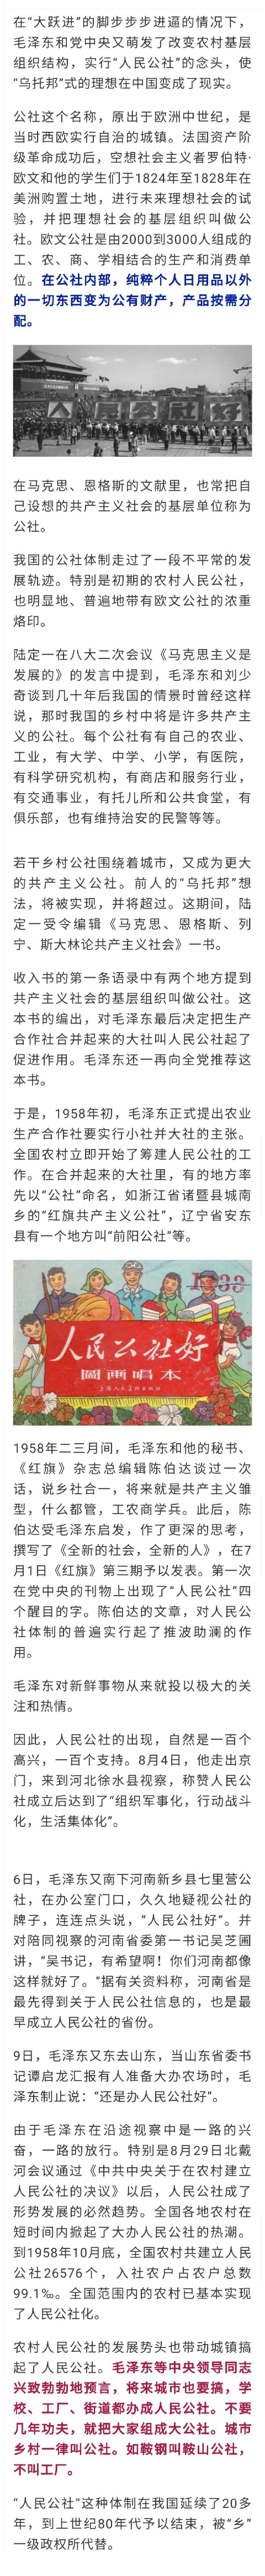 在“大跃进”的脚步步步进逼的情况下，
毛泽东和党中央又萌发了改变农村基层
组织结构，实行“人民公社”的念头，使
“乌托邦”式的理想在中国变成了现实。
公社这个名称，原出于欧洲中世纪，是
当时西欧实行自治的城镇。法国资产阶
级革命成功后，空想社会主义者罗伯特·
欧文和他的学生们于1824年至1828年在
美洲购置土地，进行未来理想社会的试
验，并把理想社会的基层组织叫做公
社。欧文公社是由2000到3000人组成的
工、农、商、学相结合的生产和消费单
位。在公社内部，纯粹个人日用品以外
的一切东西变为公有财产，产品按需分
配。
人民公社好
在马克思、恩格斯的文献里，也常把自
己设想的共产主义社会的基层单位称为
公社。
我国的公社体制走过了一段不平常的发
展轨迹。特别是初期的农村人民公社，
也明显地、普遍地带有欧文公社的浓重
烙印。
陆定一在八大二次会议《马克思主义是
发展的》的发言中提到，毛泽东和刘少
奇谈到几十年后我国的情景时曾经这样
说，那时我国的乡村中将是许多共产主
义的公社。每个公社有自己的农业、
工业，有大学、中学、小学，有医院，
有科学研究机构，有商店和服务行业，
有交通事业，有托儿所和公共食堂，有
俱乐部，也有维持治安的民警等等。
若干乡村公社围绕着城市，又成为更大
的共产主义公社。前人的“乌托邦”想
法，将被实现，并将超过。这期间，陆
定一受令编辑《马克思、恩格斯、列
宁、斯大林论共产主义社会》一书。
收入书的第一条语录中有两个地方提到
共产主义社会的基层组织叫做公社。这
本书的编出，对毛泽东最后决定把生产
合作社合并起来的大社叫人民公社起了
促进作用。毛泽东还一再向全党推荐这
本书。
于是，1958年初，毛泽东正式提出农业
生产合作社要实行小社并大社的主张。
全国农村立即开始了筹建人民公社的工
作。在合并起来的大社里，有的地方率
先以“公社”命名，如浙江省诸暨县城南
乡的“红旗共产主义公社”，辽宁省安东
县有一个地方叫“前阳公社”等。
人民公社好
圖画唱本
上海人民美术出版社
1958年二三月间，毛泽东和他的秘书、
《红旗》杂志总编辑陈伯达谈过一次
话，说乡社合一，将来就是共产主义雏
型，什么都管，工农商学兵。此后，陈
伯达受毛泽东启发，作了更深的思考，
撰写了《全新的社会，全新的人》，在7
月1日《红旗》第三期予以发表。第一次
在党中央的刊物上出现了“人民公社”四
个醒目的字。陈伯达的文章，对人民公
社体制的普遍实行起了推波助澜的作
用。
毛泽东对新鲜事物从来就投以极大的关
注和热情。
因此，人民公社的出现，自然是一百个
高兴，一百个支持。8月4日，他走出京
门，来到河北徐水县视察，称赞人民公
社成立后达到了“组织军事化，行动战斗
化，生活集体化”。
6日，毛泽东又南下河南新乡县七里营公
社，在办公室门口，久久地凝视公社的
牌子，连连点头说，“人民公社好”。并
对陪同视察的河南省委第一书记吴芝圃
讲，“吴书记，有希望啊！你们河南都像
这样就好了。”据有关资料称，河南省是
最先得到关于人民公社信息的，也是最
早成立人民公社的省份。
9日，毛泽东又东去山东，当山东省委书
记谭启龙汇报有人准备大办农场时，毛
泽东制止说：“还是办人民公社好”。
由于毛泽东在沿途视察中是一路的兴
奋，一路的放行。特别是8月29日北戴
河会议通过《中共中央关于在农村建立
人民公社的决议》以后，人民公社成了
形势发展的必然趋势。全国各地农村在
短时间内掀起了大办人民公社的热潮。
到1958年10月底，全国农村共建立人民
公社26576个，入社农户占农户总数
99.1‰。全国范围内的农村已基本实现
了人民公社化。
农村人民公社的发展势头也带动城镇搞
起了人民公社。毛泽东等中央领导同志
兴致勃勃地预言，将来城市也要搞，学
校、工厂、街道都办成人民公社。不要
几年功夫，就把大家组成大公社。城市
乡村一律叫公社。如鞍钢叫鞍山公社，
不叫工厂。
“人民公社”这种体制在我国延续了20多
年，到上世纪80年代予以结束，被“乡”
一级政权所代替。